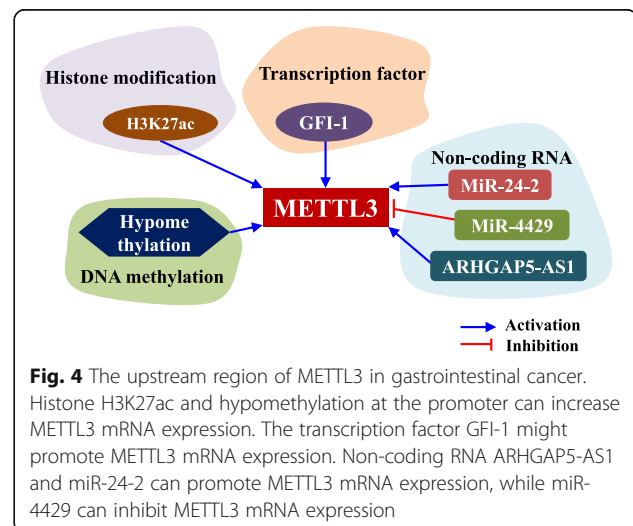 Histone modification
H3K27ac
Transcription factor
GFI-1
Non-coding RNA
MiR-24-2
METTL3
MiR-4429
ARHGAP5-AS1
Hypome
thylation
DNA methylation
Activation
Inhibition
Fig. 4 The upstream region of METTL3 in gastrointestinal cancer.
Histone H3K27ac and hypomethylation at the promoter can increase
METTL3 mRNA expression. The transcription factor GFI-1 might
promote METTL3 mRNA expression. Non-coding RNA ARHGAP5-AS1
and miR-24-2 can promote METTL3 mRNA expression, while miR-
4429 can inhibit METTL3 mRNA expression